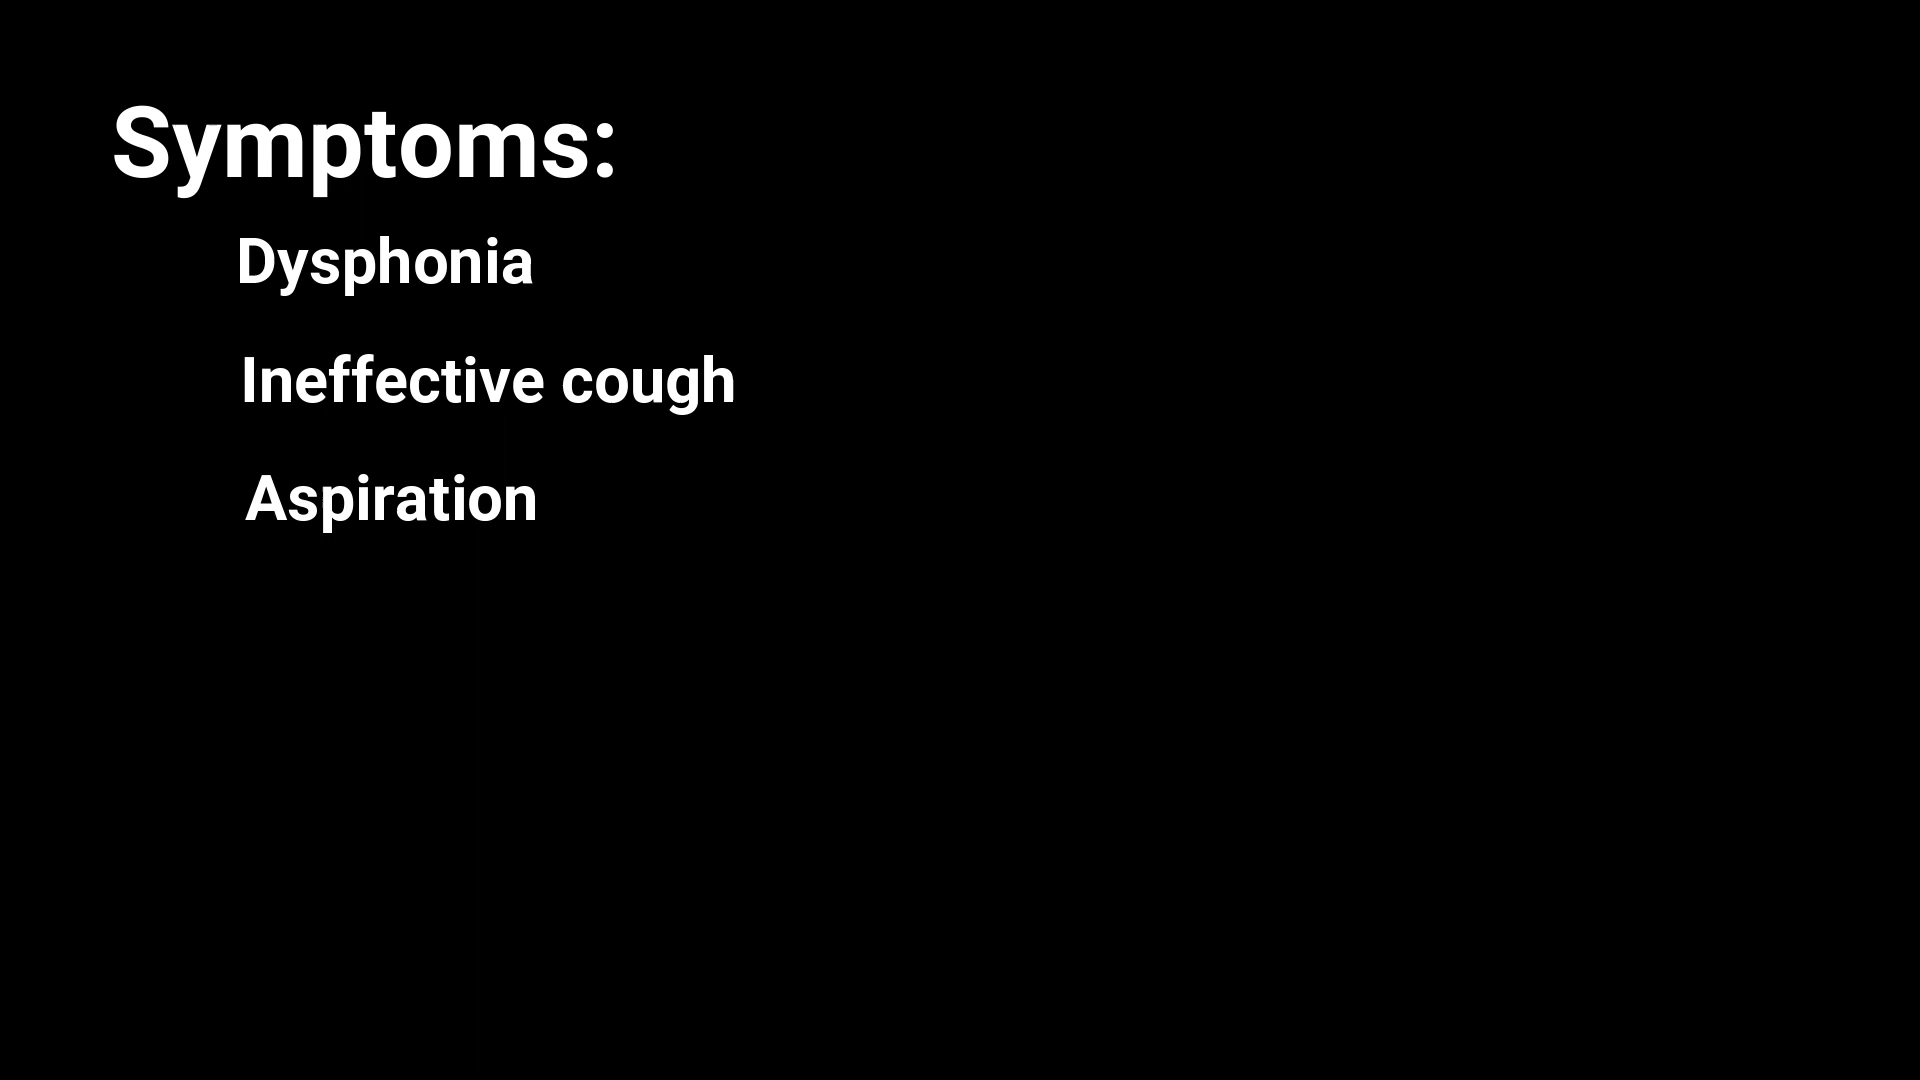 Symptoms:
Dysphonia
Ineffective cough
Aspiration